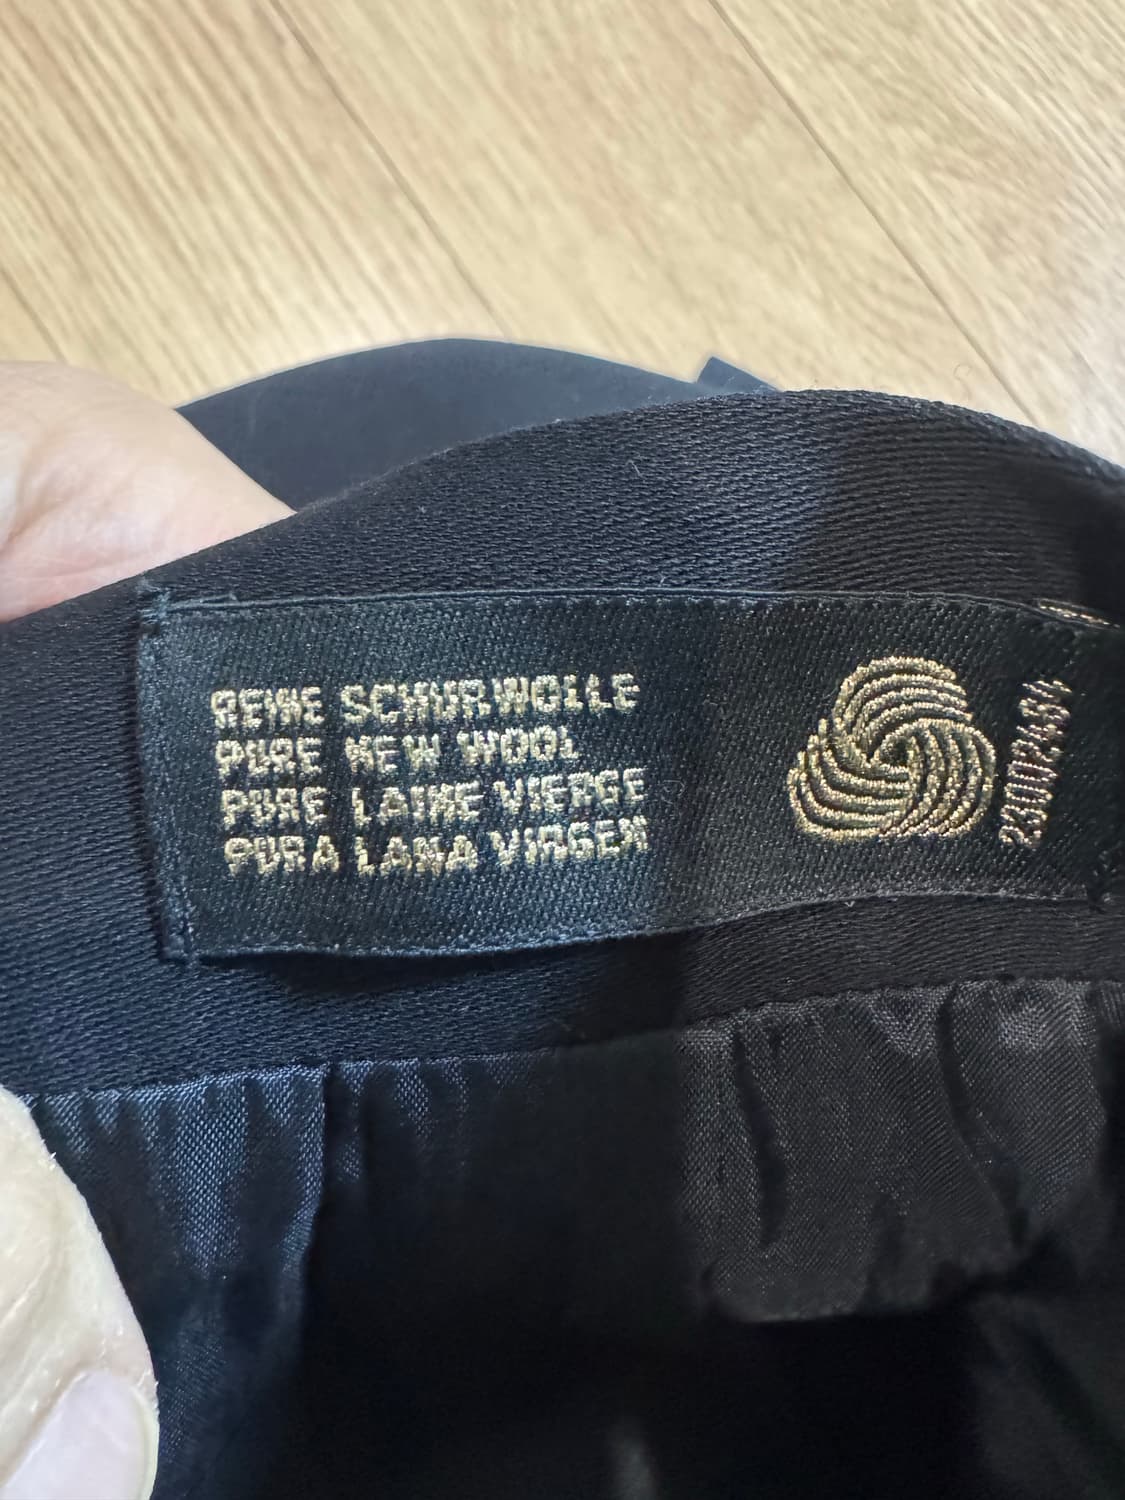 REINE SCHURWOLLE
PURE NEW WOOL
PURE LAINE VIERGE
PURA LANA VIRGEN